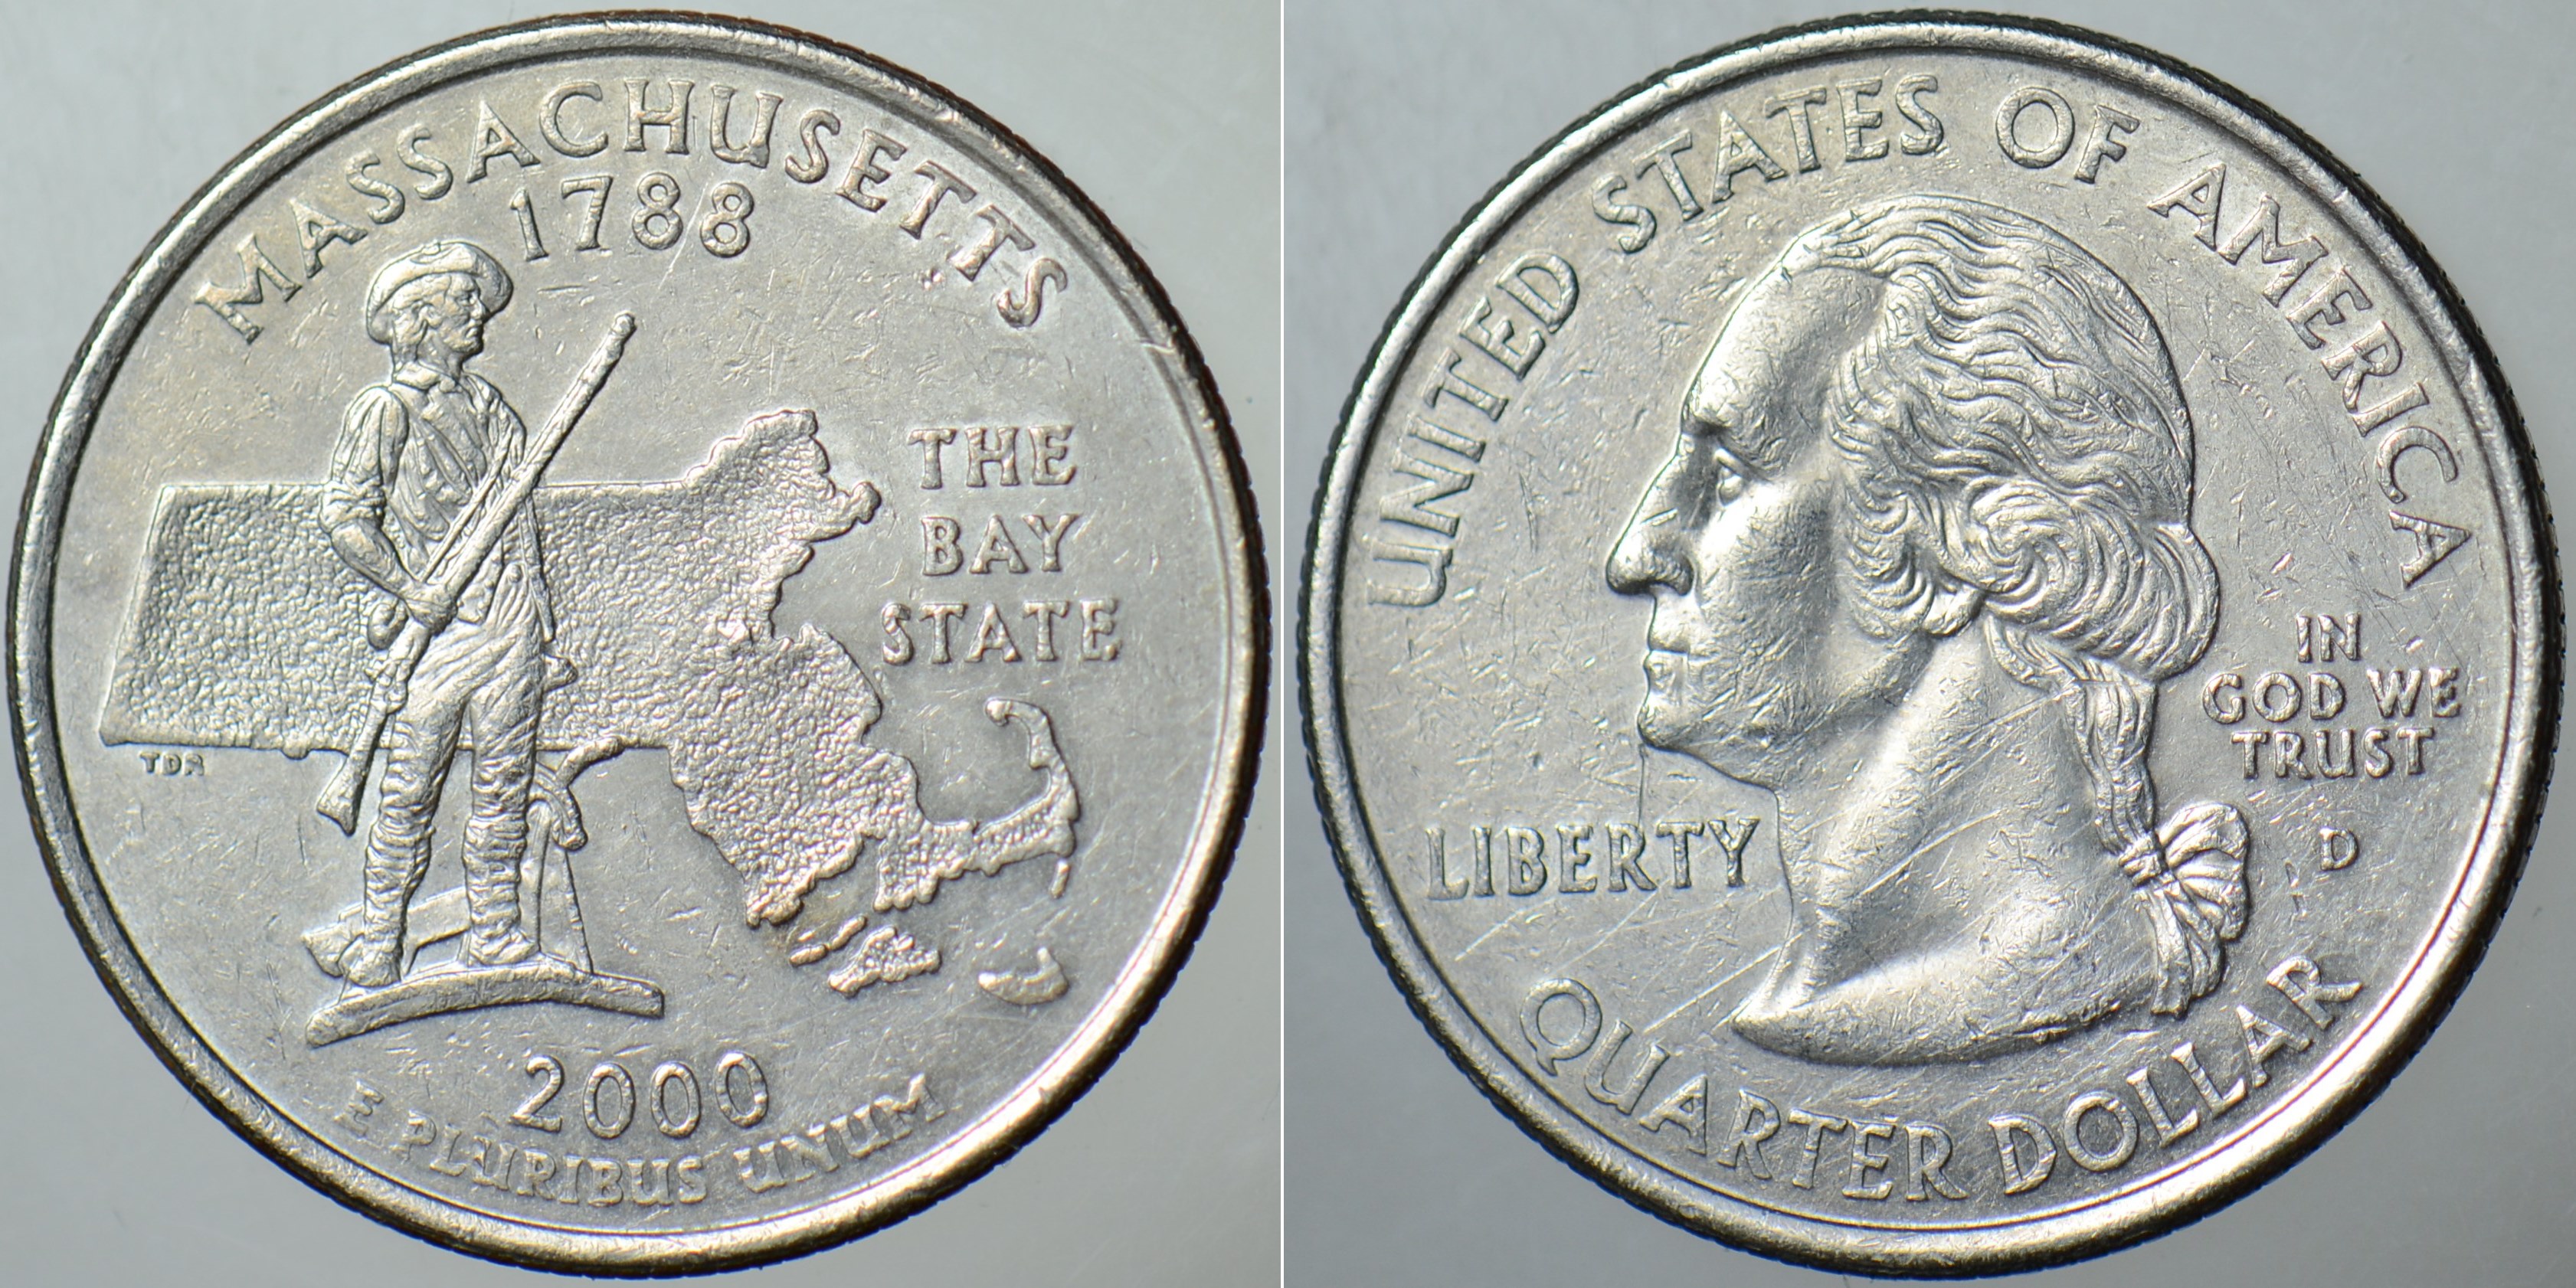 MASSACHUSETTS
1788
THE
BAY
STATE
TDR
2000
E PLURIBUS UNUM
UNITED STATES OF AMERICA
IN
GOD WE
TRUST
LIBERTY
D
QUARTER DOLLAR